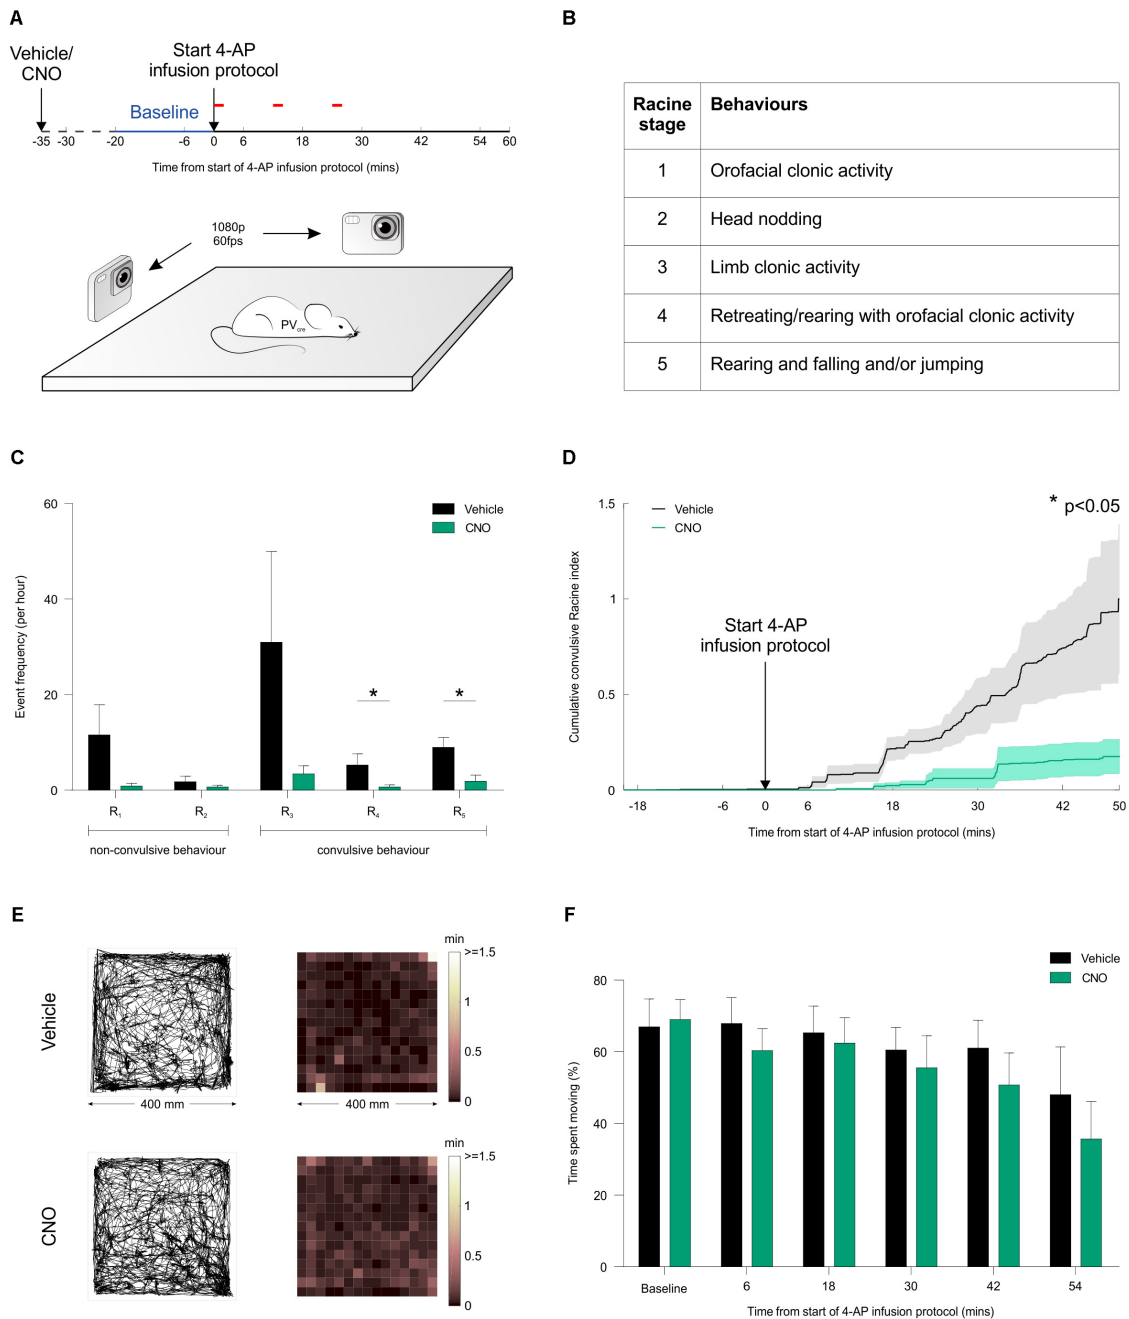 A
Vehicle/
CNO
Start 4-AP
infusion protocol
Baseline
-35 -30 -20 -6 0 6 18 30 42 54 60
Time from start of 4-AP infusion protocol (mins)
1080p
60fps
PVcre
B
Racine stage Behaviours
1 Orofacial clonic activity
2 Head nodding
3 Limb clonic activity
4 Retreating/rearing with orofacial clonic activity
5 Rearing and falling and/or jumping
C
Event frequency (per hour)
60
40
20
0
Vehicle
CNO
* *
R1 R2 R3 R4 R5
non-convulsive behaviour convulsive behaviour
D
Cumulative convulsive Racine index
1.5
1
0.5
0
Vehicle
CNO
* p<0.05
Start 4-AP
infusion protocol
-18 -6 0 6 18 30 42 50
Time from start of 4-AP infusion protocol (mins)
E
Vehicle
400 mm
400 mm
min
>=1.5
1
0.5
0
CNO
min
>=1.5
1
0.5
0
F
Time spent moving (%)
80
60
40
20
0
Vehicle
CNO
Baseline 6 18 30 42 54
Time from start of 4-AP infusion protocol (mins)